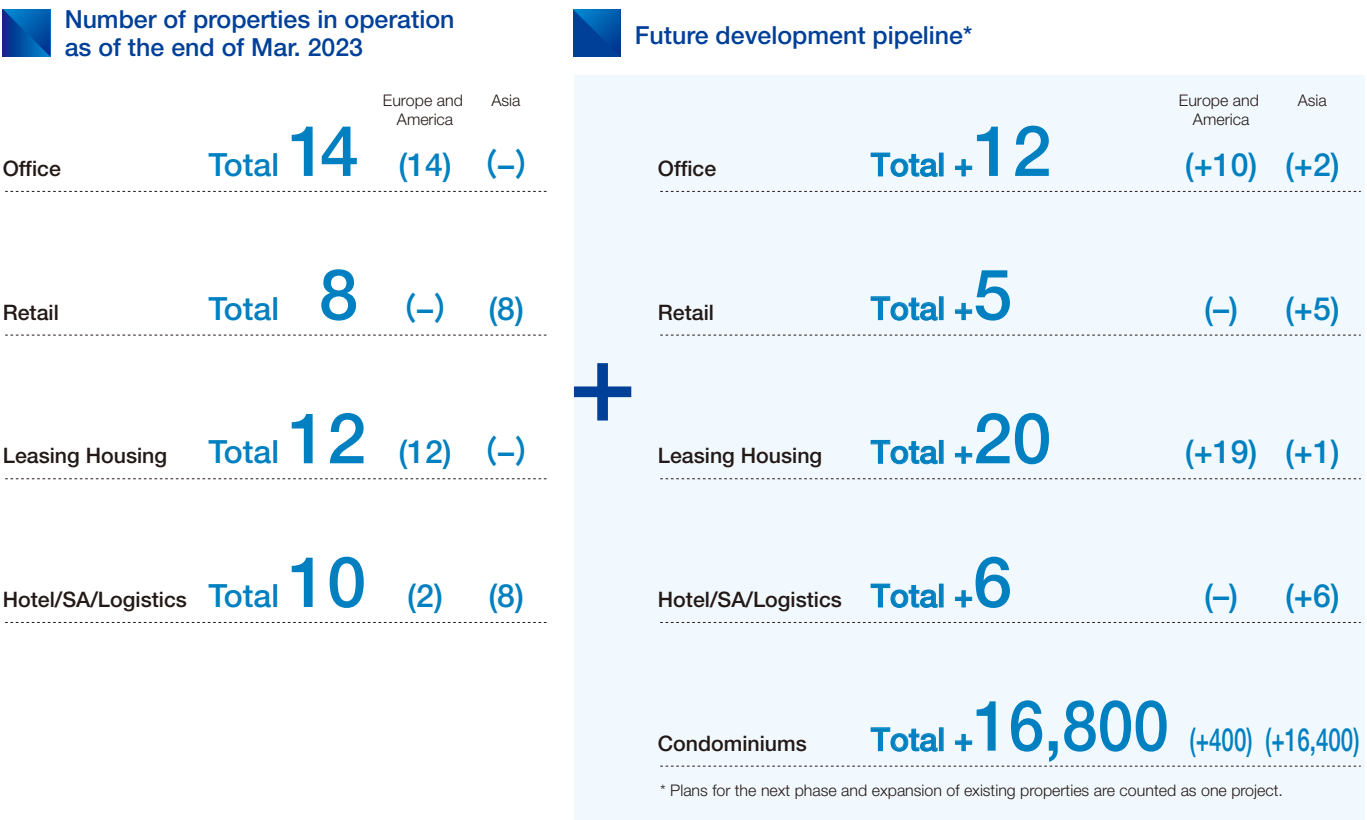 Number of properties in operation
as of the end of Mar. 2023
Europe and
America
Asia
Office Total 14 (14) (–)
Retail Total 8 (–) (8)
Leasing Housing Total 12 (12) (–)
Hotel/SA/Logistics Total 10 (2) (8)
+
Future development pipeline*
Europe and
America
Asia
Office Total +12 (+10) (+2)
Retail Total +5 (–) (+5)
Leasing Housing Total +20 (+19) (+1)
Hotel/SA/Logistics Total +6 (–) (+6)
Condominiums Total +16,800 (+400) (+16,400)
* Plans for the next phase and expansion of existing properties are counted as one project.